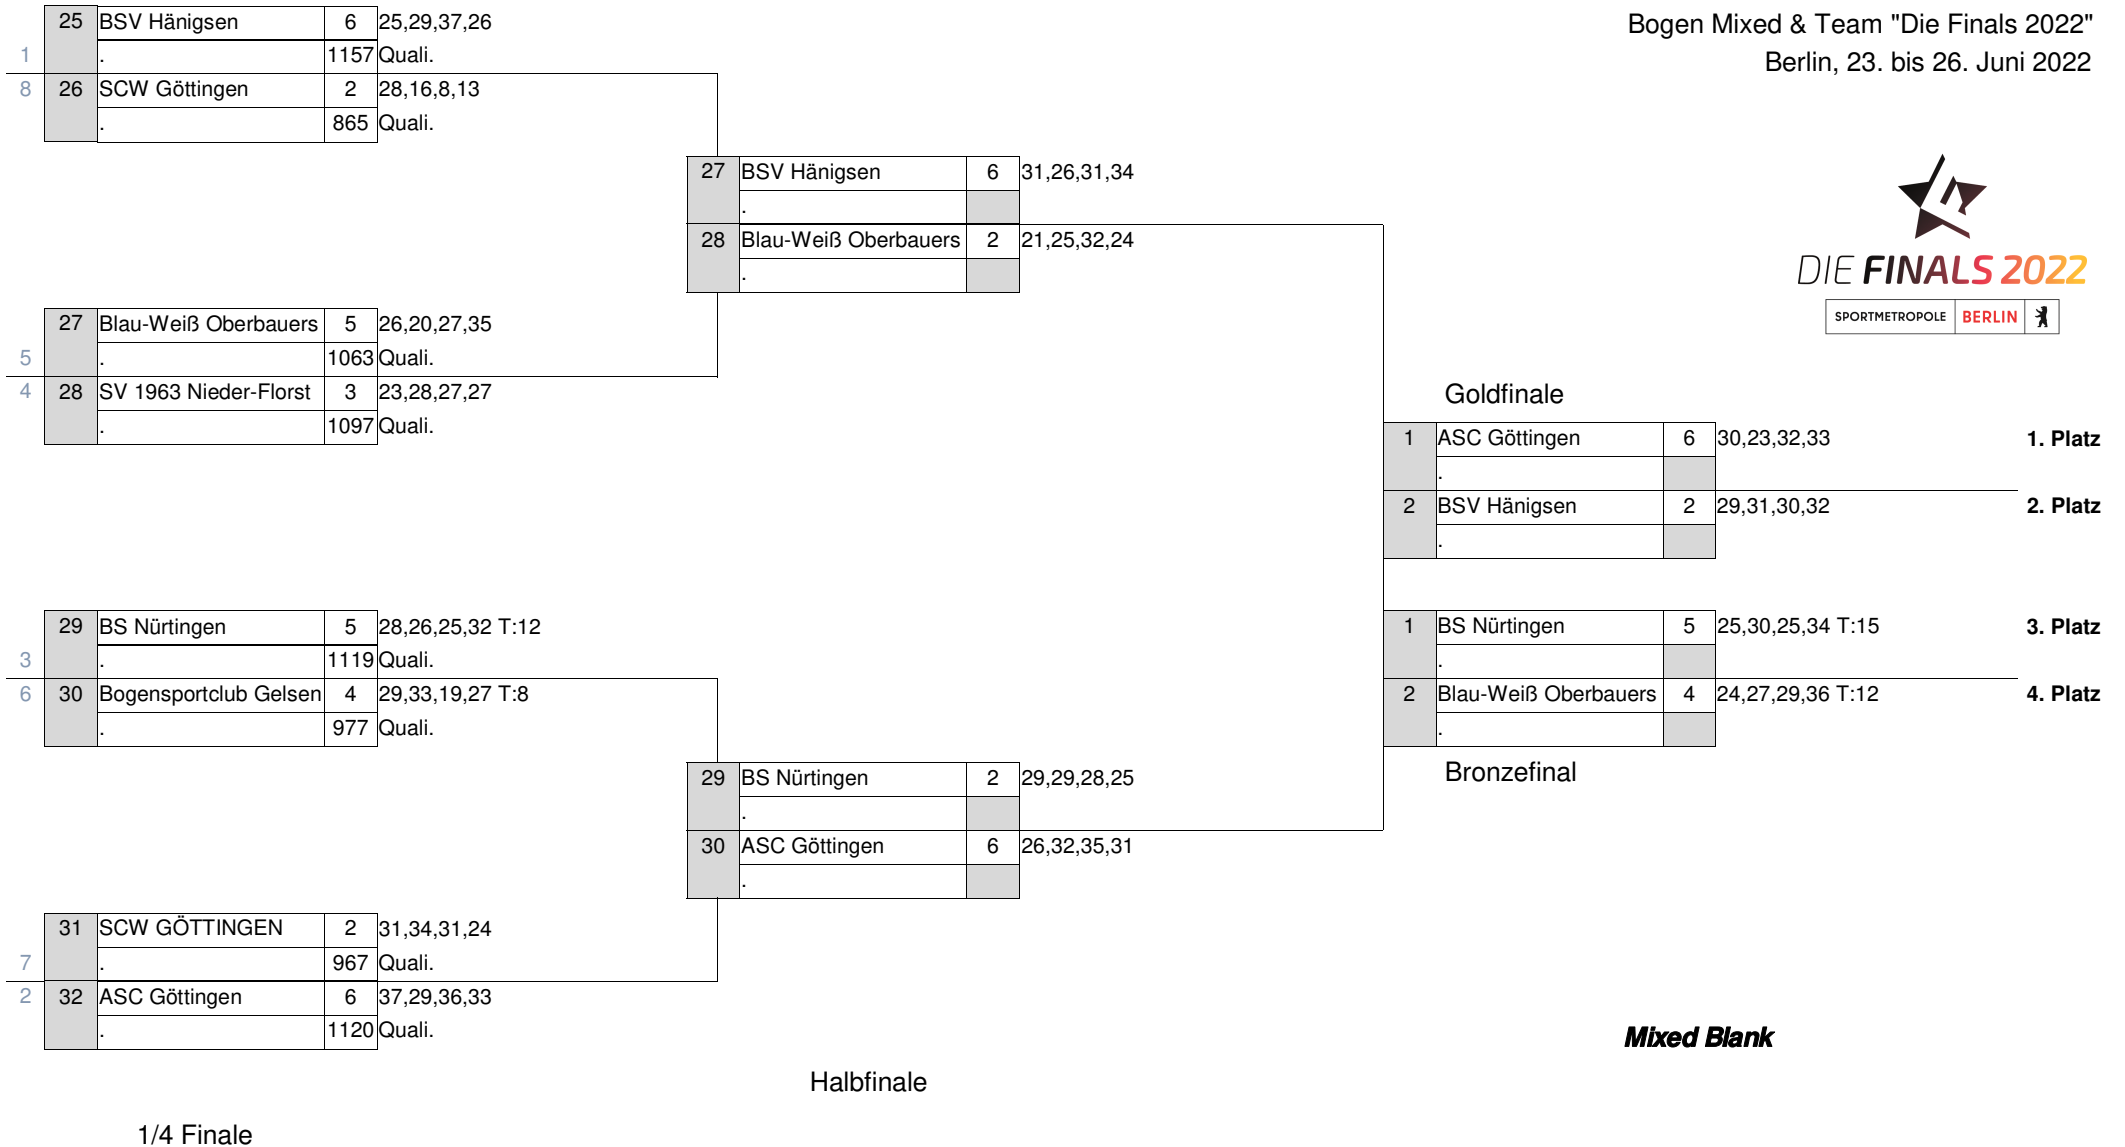 Bogen Mixed & Team "Die Finals 2022"
Berlin, 23. bis 26. Juni 2022
DIE FINALS 2022
SPORTMETROPOLE BERLIN
25 BSV Hänigsen 6 25,29,37,26
1 . 1157 Quali.
8 26 SCW Göttingen 2 28,16,8,13
. 865 Quali.
27 BSV Hänigsen 6 31,26,31,34
.
28 Blau-Weiß Oberbauers 2 21,25,32,24
.
27 Blau-Weiß Oberbauers 5 26,20,27,35
5 . 1063 Quali.
4 28 SV 1963 Nieder-Florst 3 23,28,27,27
. 1097 Quali.
Goldfinale
1 ASC Göttingen 6 30,23,32,33 1. Platz
.
2 BSV Hänigsen 2 29,31,30,32 2. Platz
.
29 BS Nürtingen 5 28,26,25,32 T:12
3 . 1119 Quali.
6 30 Bogensportclub Gelsen 4 29,33,19,27 T:8
. 977 Quali.
1 BS Nürtingen 5 25,30,25,34 T:15 3. Platz
.
2 Blau-Weiß Oberbauers 4 24,27,29,36 T:12 4. Platz
.
Bronzefinal
29 BS Nürtingen 2 29,29,28,25
.
30 ASC Göttingen 6 26,32,35,31
.
31 SCW GÖTTINGEN 2 31,34,31,24
7 . 967 Quali.
2 32 ASC Göttingen 6 37,29,36,33
. 1120 Quali.
Mixed Blank
Halbfinale
1/4 Finale